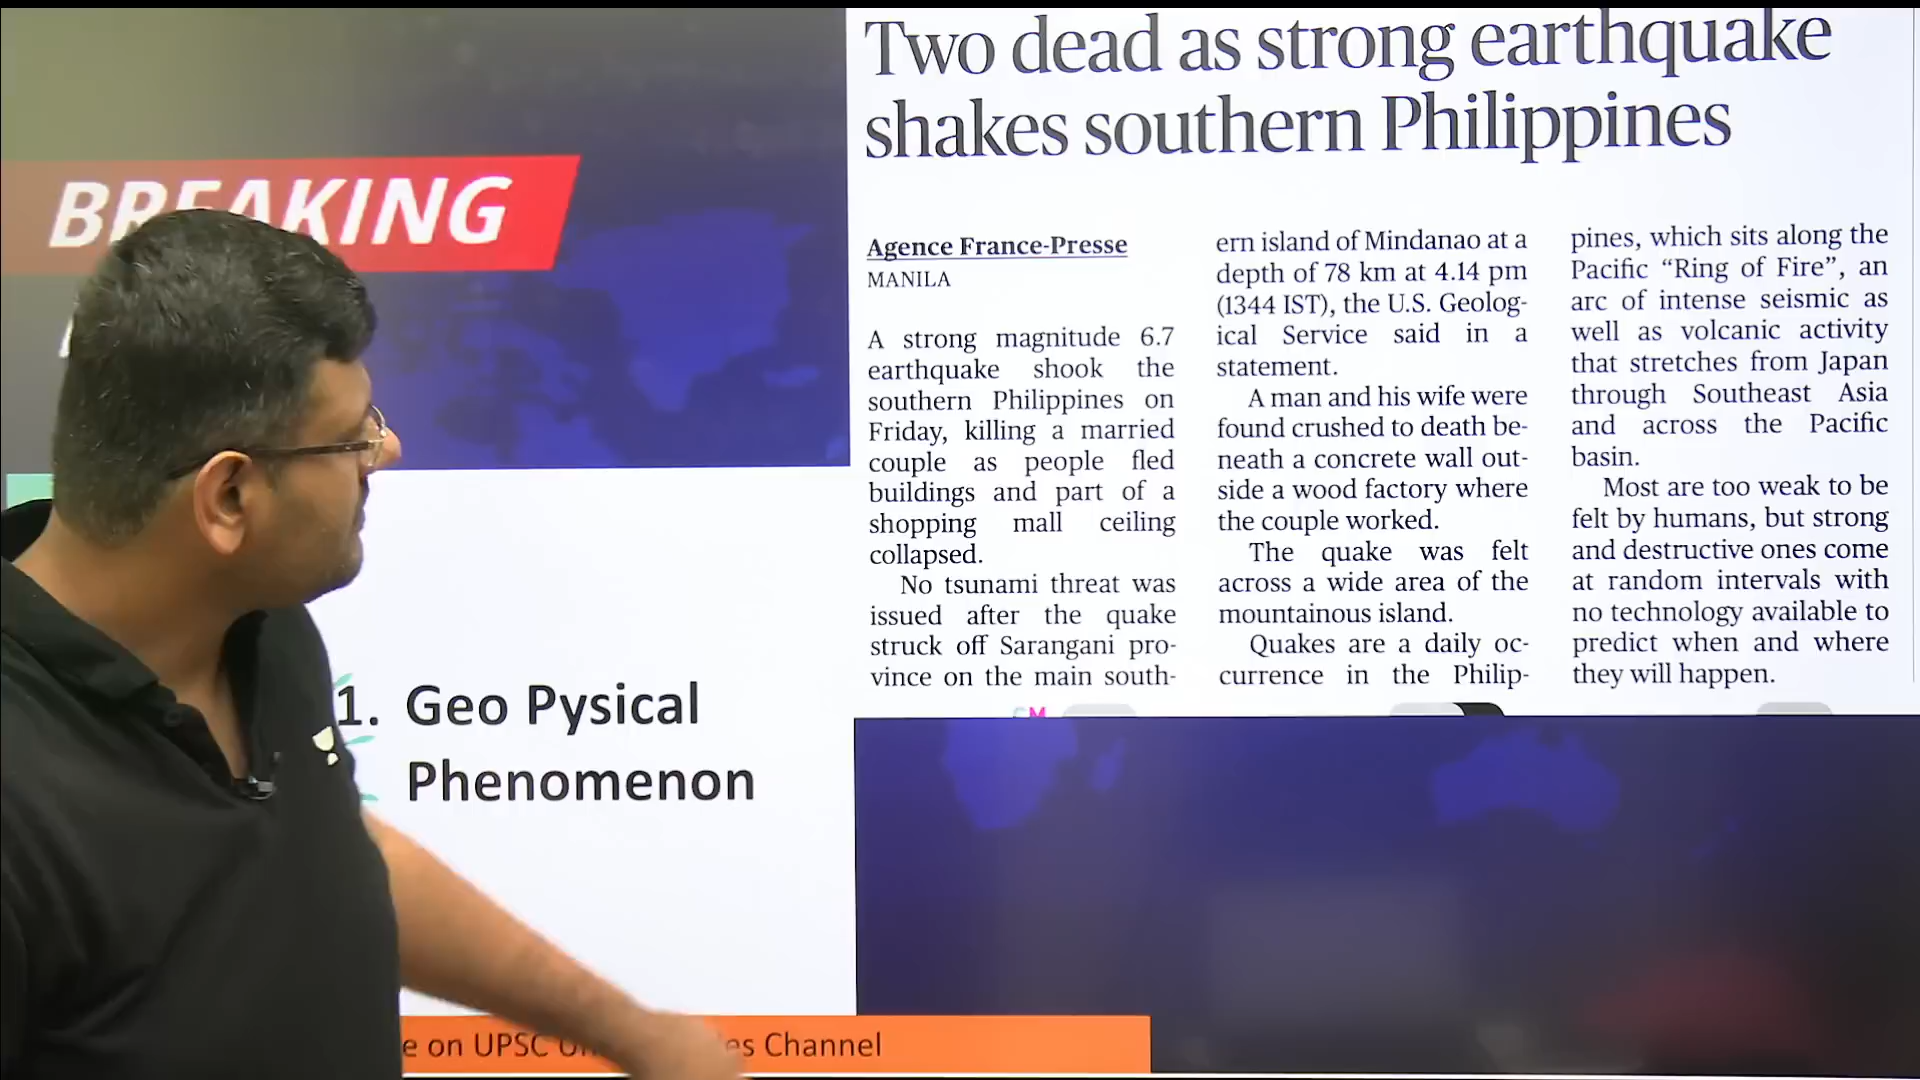 Two dead as strong earthquake
shakes southern Philippines
BREAKING
Agence France-Presse
MANILA
A strong magnitude 6.7
earthquake shook the
southern Philippines on
Friday, killing a married
couple as people fled
buildings and part of a
shopping mall ceiling
collapsed.
No tsunami threat was
issued after the quake
struck off Sarangani pro-
vince on the main south-
ern island of Mindanao at a
depth of 78 km at 4.14 pm
(1344 IST), the U.S. Geolog-
ical Service said in a
statement.
A man and his wife were
found crushed to death be-
neath a concrete wall out-
side a wood factory where
the couple worked.
The quake was felt
across a wide area of the
mountainous island.
Quakes are a daily oc-
currence in the Philip-
pines, which sits along the
Pacific “Ring of Fire”, an
arc of intense seismic as
well as volcanic activity
that stretches from Japan
through Southeast Asia
and across the Pacific
basin.
Most are too weak to be
felt by humans, but strong
and destructive ones come
at random intervals with
no technology available to
predict when and where
they will happen.
1. Geo Pysical
Phenomenon
e on UPSC Channel